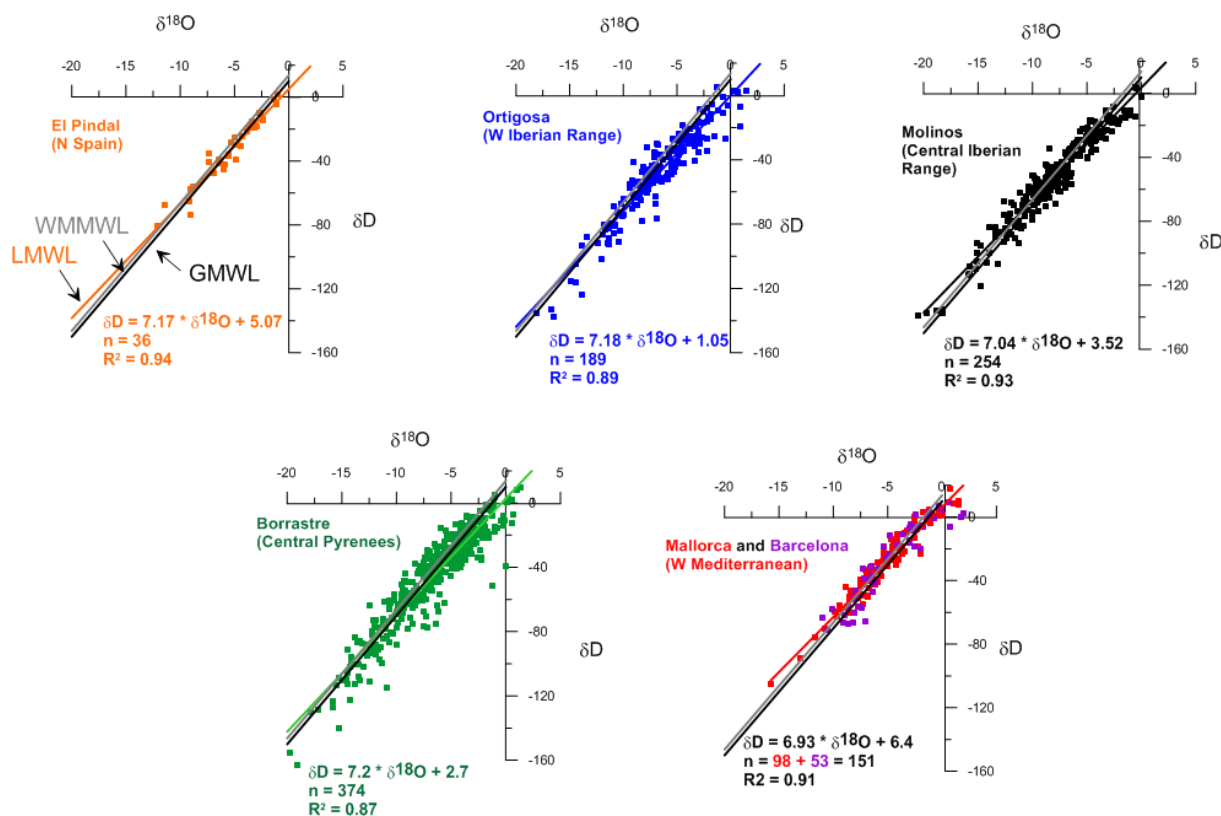 δ18O
-20 -15 -10 -5 0 5
0
-40
-80
-120
-160
δD
El Pindal
(N Spain)
WMMWL
LMWL
GMWL
δD = 7.17 * δ18O + 5.07
n = 36
R² = 0.94
δ18O
-20 -15 -10 -5 0 5
0
-40
-80
-120
-160
δD
Ortigosa
(W Iberian Range)
δD = 7.18 * δ18O + 1.05
n = 189
R² = 0.89
δ18O
-20 -15 -10 -5 0 5
0
-40
-80
-120
-160
δD
Molinos
(Central Iberian
Range)
δD = 7.04 * δ18O + 3.52
n = 254
R² = 0.93
δ18O
-20 -15 -10 -5 0 5
0
-40
-80
-120
-160
δD
Borrastre
(Central Pyrenees)
δD = 7.2 * δ18O + 2.7
n = 374
R² = 0.87
δ18O
-20 -15 -10 -5 0 5
0
-40
-80
-120
-160
δD
Mallorca and Barcelona
(W Mediterranean)
δD = 6.93 * δ18O + 6.4
n = 98 + 53 = 151
R2 = 0.91